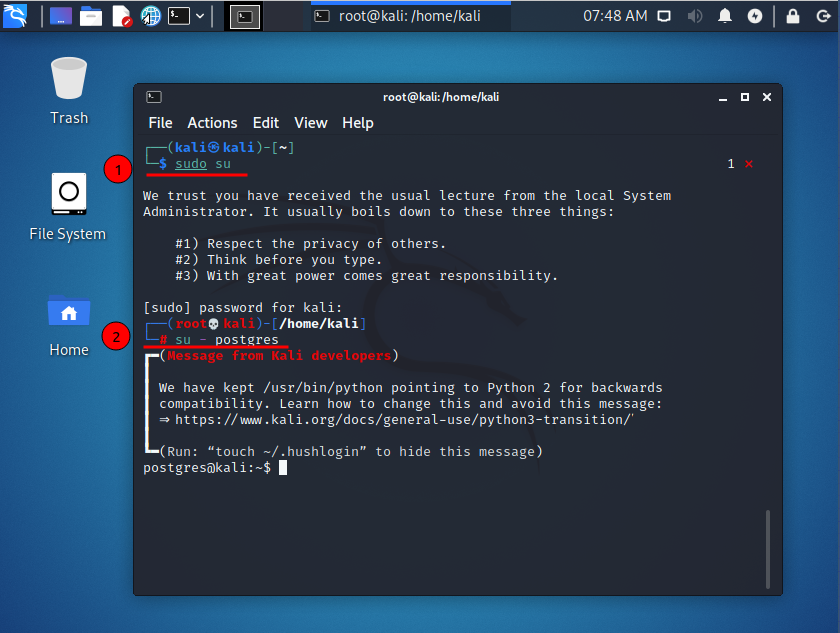 root@kali: /home/kali
07:48 AM
Trash
File System
Home
root@kali: /home/kali
File Actions Edit View Help
┌──(kali㉿kali)-[~]
└─$ sudo su
1 ⨯
1
We trust you have received the usual lecture from the local System
Administrator. It usually boils down to these three things:
#1) Respect the privacy of others.
#2) Think before you type.
#3) With great power comes great responsibility.
[sudo] password for kali:
┌──(root💀kali)-[/home/kali]
└─# su - postgres
2
┏━(Message from Kali developers)
┃ We have kept /usr/bin/python pointing to Python 2 for backwards
┃ compatibility. Learn how to change this and avoid this message:
┃ ⇒ https://www.kali.org/docs/general-use/python3-transition/
┗━(Run: “touch ~/.hushlogin” to hide this message)
postgres@kali:~$